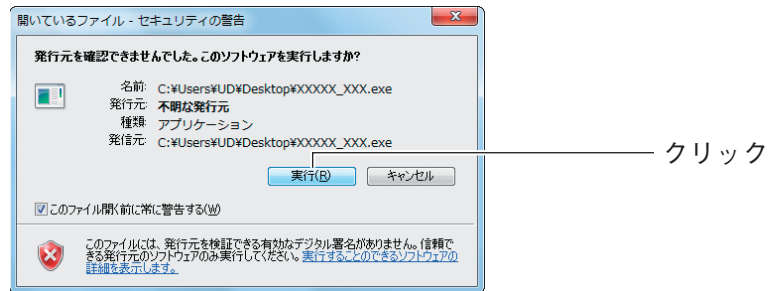 開いているファイル - セキュリティの警告
発行元を確認できませんでした。このソフトウェアを実行しますか?
名前: C:¥Users¥UD¥Desktop¥XXXXX_XXX.exe
発行元: 不明な発行元
種類: アプリケーション
発信元: C:¥Users¥UD¥Desktop¥XXXXX_XXX.exe
実行(R) キャンセル
クリック
このファイル開く前に常に警告する(W)
このファイルには、発行元を検証できる有効なデジタル署名がありません。信頼で
きる発行元のソフトウェアのみ実行してください。実行することのできるソフトウェアの
詳細を表示します。